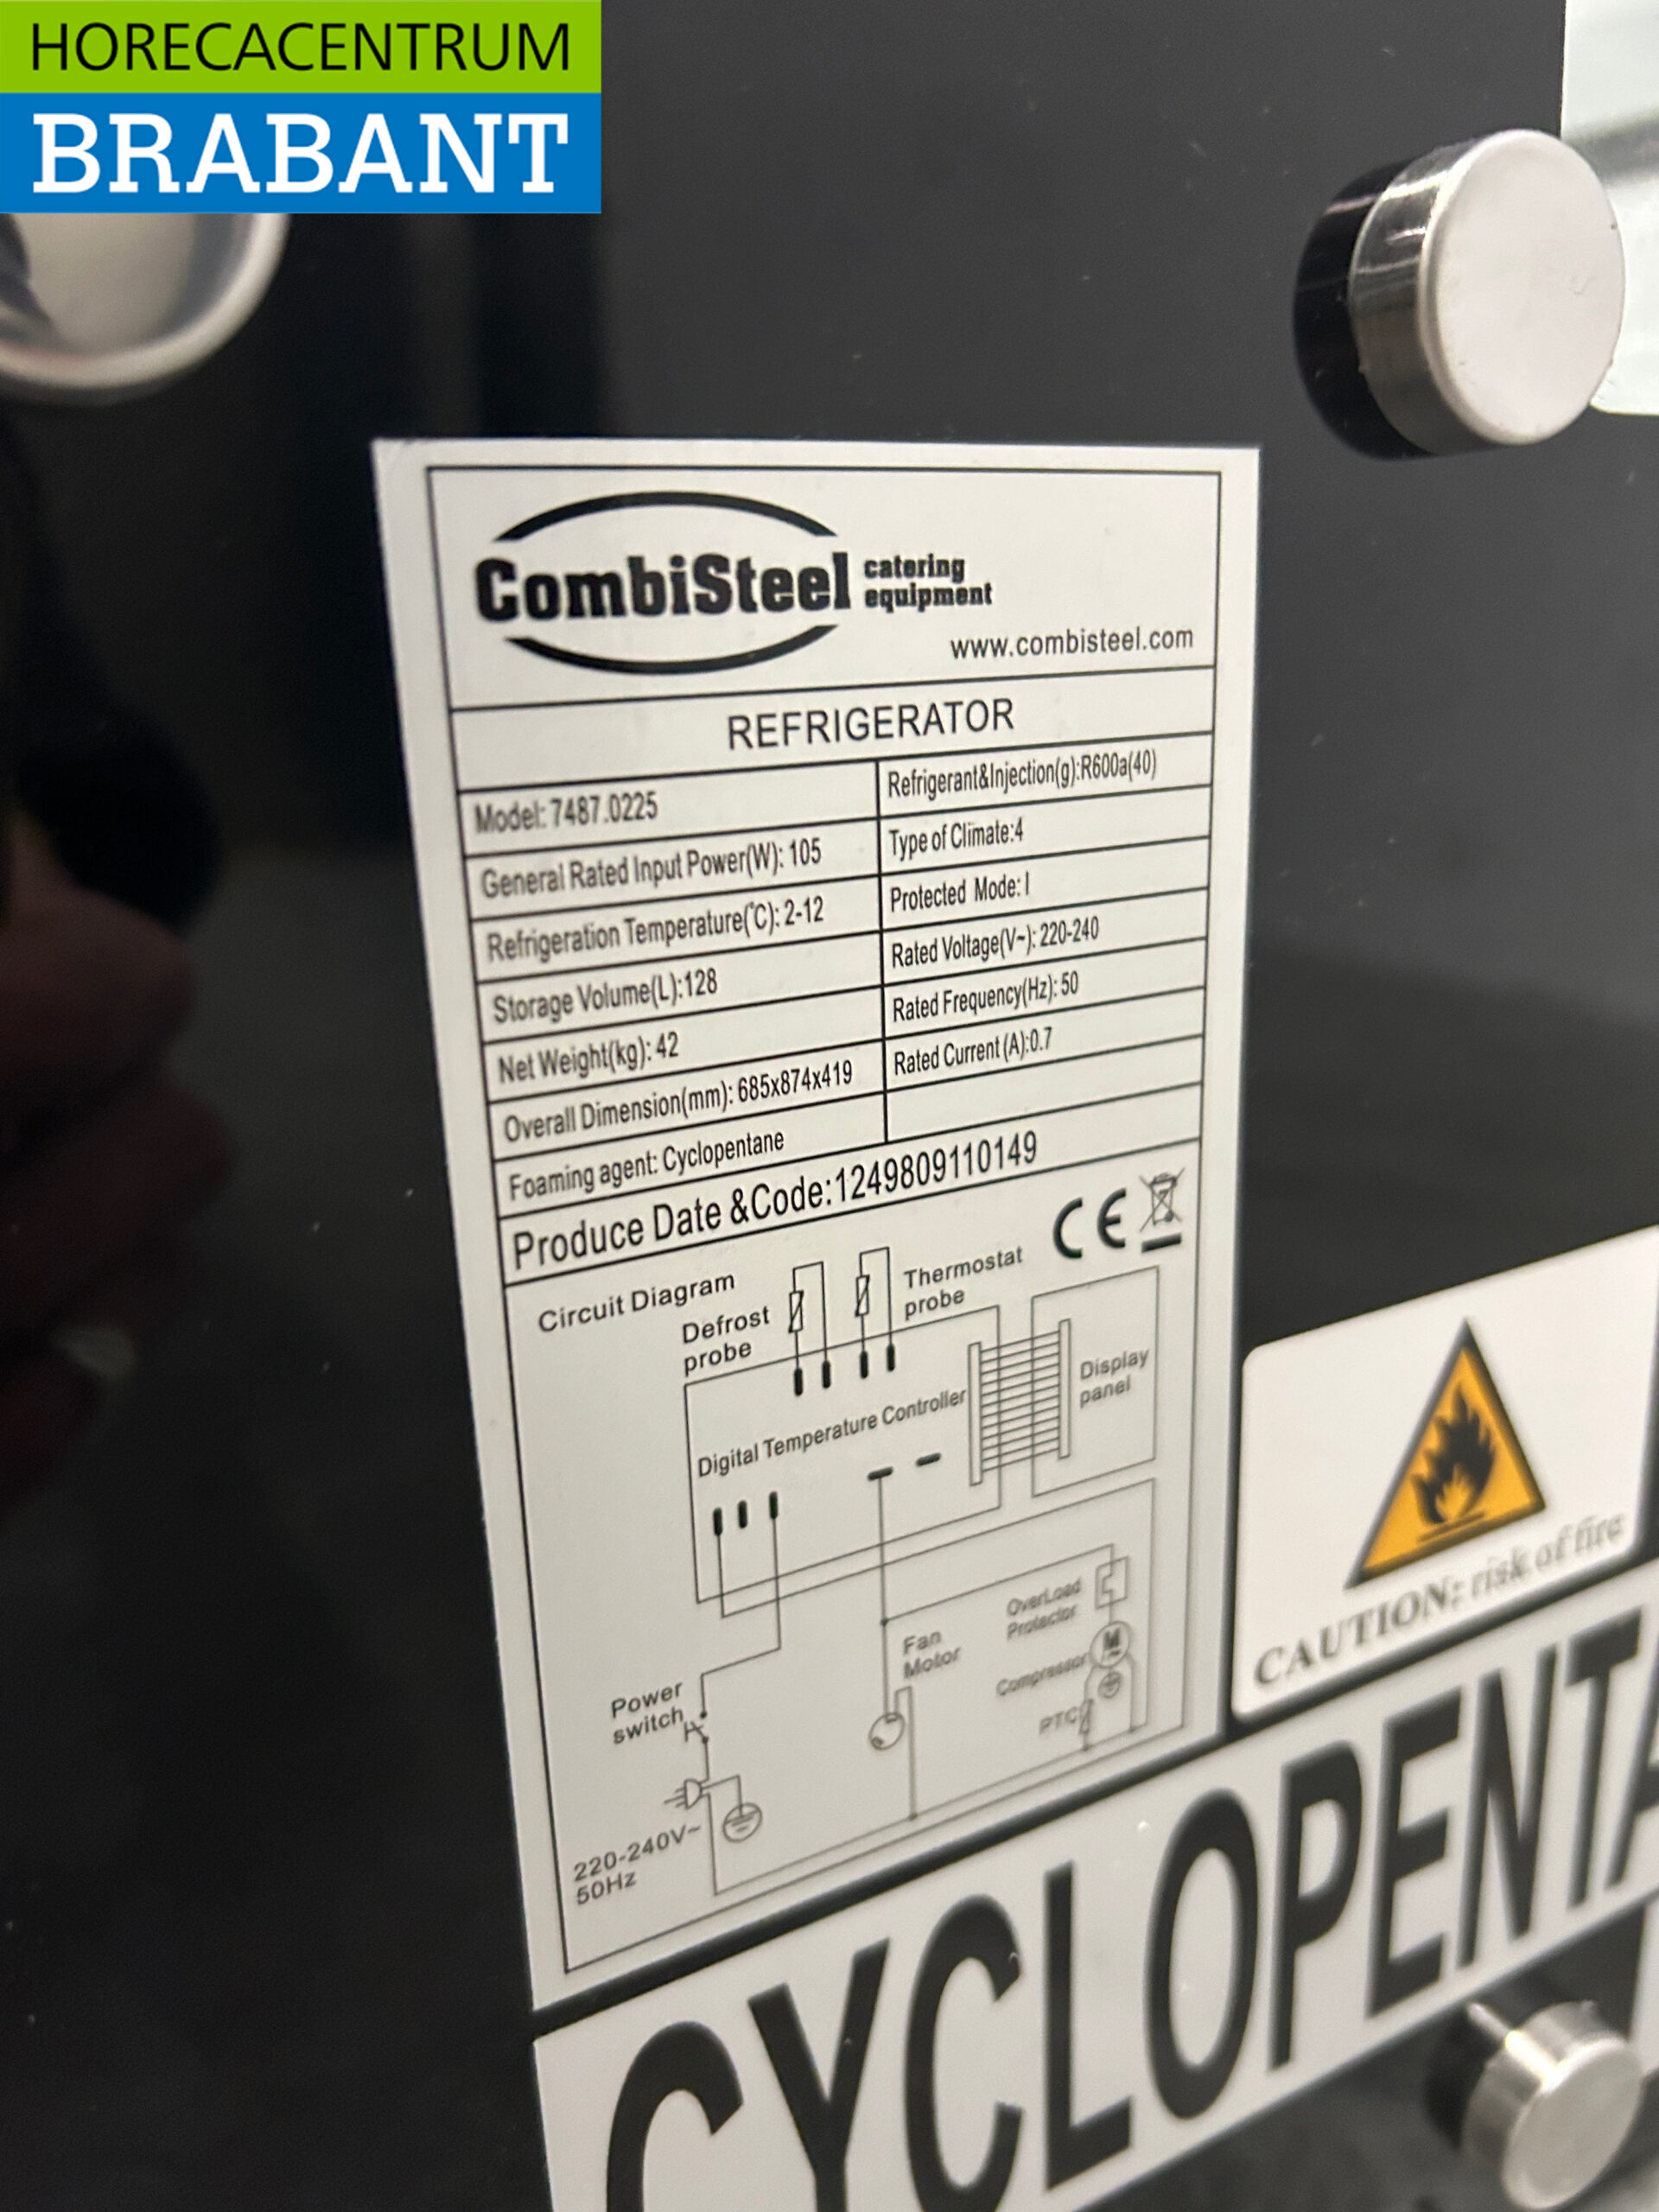 HORECACENTRUM
BRABANT
CombiSteel catering equipment
www.combisteel.com
REFRIGERATOR
Model: 7487.0225
Refrigerant&Injection(g):R600a(40)
General Rated Input Power(W): 105
Type of Climate:4
Refrigeration Temperature(℃): 2-12
Protected Mode: I
Storage Volume(L):128
Rated Voltage(V~): 220-240
Net Weight(kg): 42
Rated Frequency(Hz): 50
Overall Dimension(mm): 685x874x419
Rated Current (A):0.7
Foaming agent: Cyclopentane
Produce Date &Code:1249809110149
CE
Circuit Diagram
Defrost
probe
Thermostat
probe
Digital Temperature Controller
Display
panel
OverLoad
Protector
Fan
Motor
M
Compressor
PTC
Power
switch
220-240V~
50Hz
CAUTION: risk of fire
CYCLOPENTA